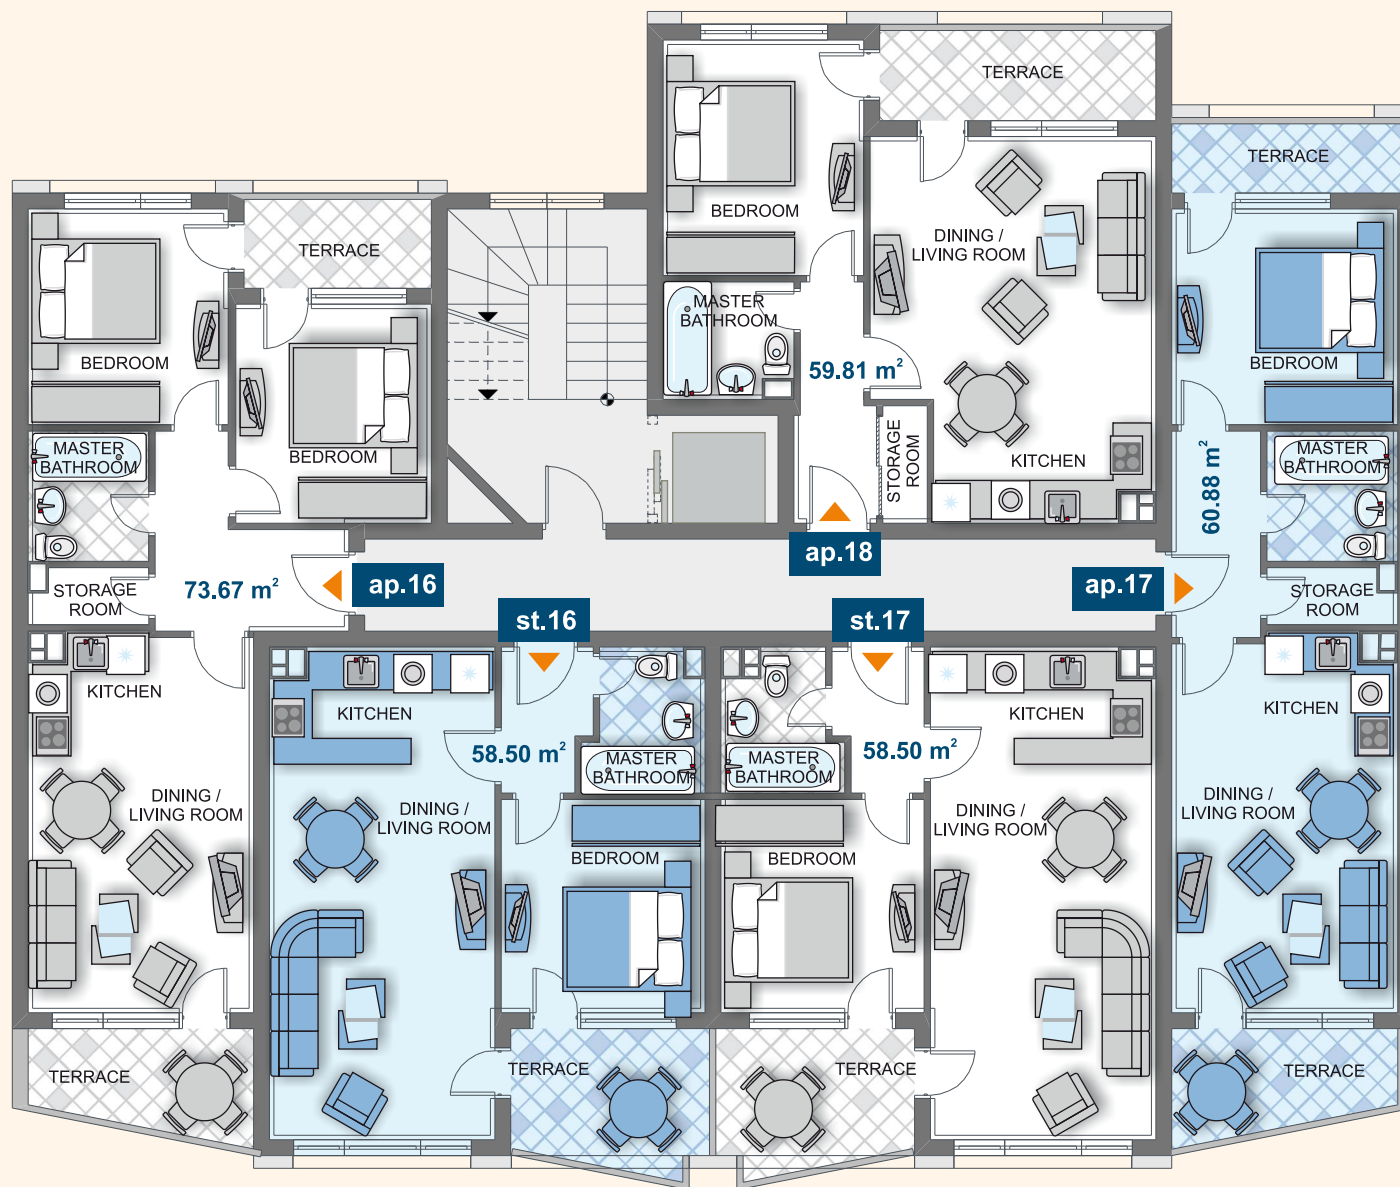 TERRACE
BEDROOM
DINING /
LIVING ROOM
MASTER
BATHROOM
59.81 m²
STORAGE
ROOM
KITCHEN
ap.18
TERRACE
BEDROOM
60.88 m²
MASTER
BATHROOM
STORAGE
ROOM
ap.17
KITCHEN
DINING /
LIVING ROOM
TERRACE
TERRACE
BEDROOM
BEDROOM
MASTER
BATHROOM
STORAGE
ROOM
73.67 m²
ap.16
KITCHEN
DINING /
LIVING ROOM
TERRACE
st.16
KITCHEN
58.50 m²
MASTER
BATHROOM
DINING /
LIVING ROOM
BEDROOM
TERRACE
st.17
KITCHEN
58.50 m²
MASTER
BATHROOM
DINING /
LIVING ROOM
BEDROOM
TERRACE